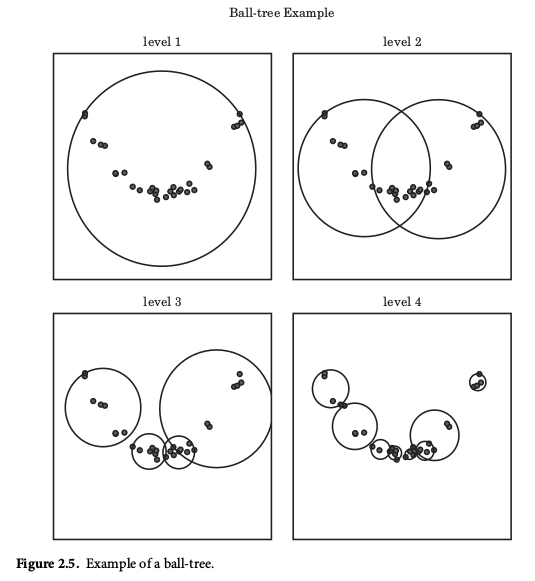 Ball-tree Example
level 1
level 2
level 3
level 4
Figure 2.5. Example of a ball-tree.